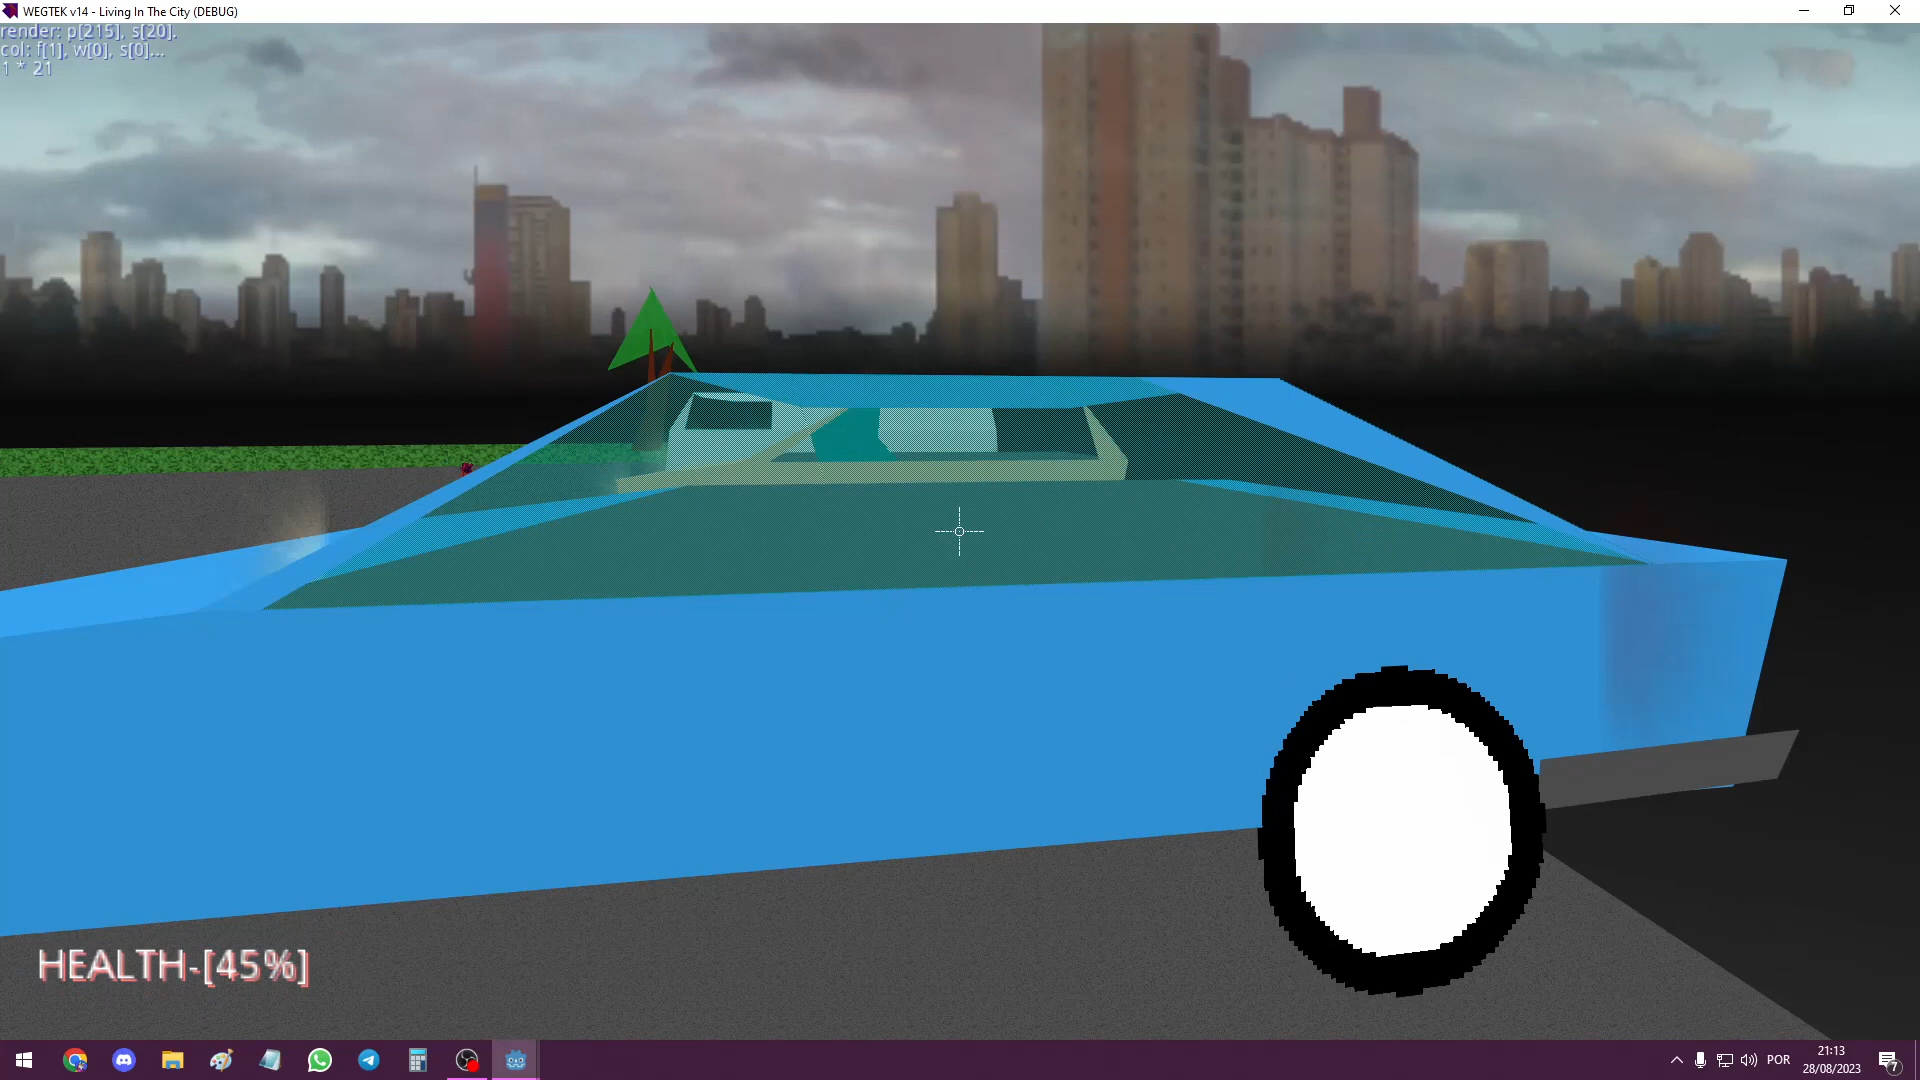 WEGTEK v14 - Living In The City (DEBUG)
render: p[215], s[20].
col: f[1], w[0], s[0]...
1 * 21
HEALTH-[45%]
POR
21:13
28/08/2023
7